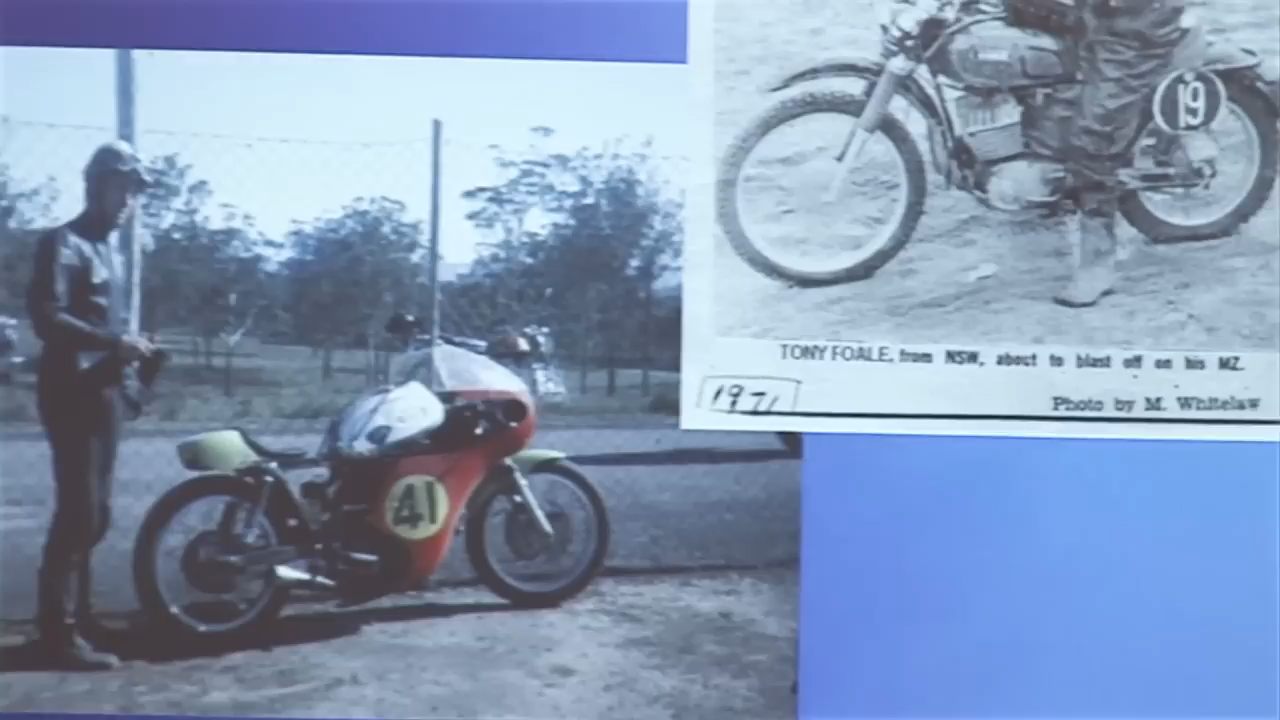 19
TONY FOALE, from NSW, about to blast off on his MZ.
1971
Photo by M. Whitelaw
41